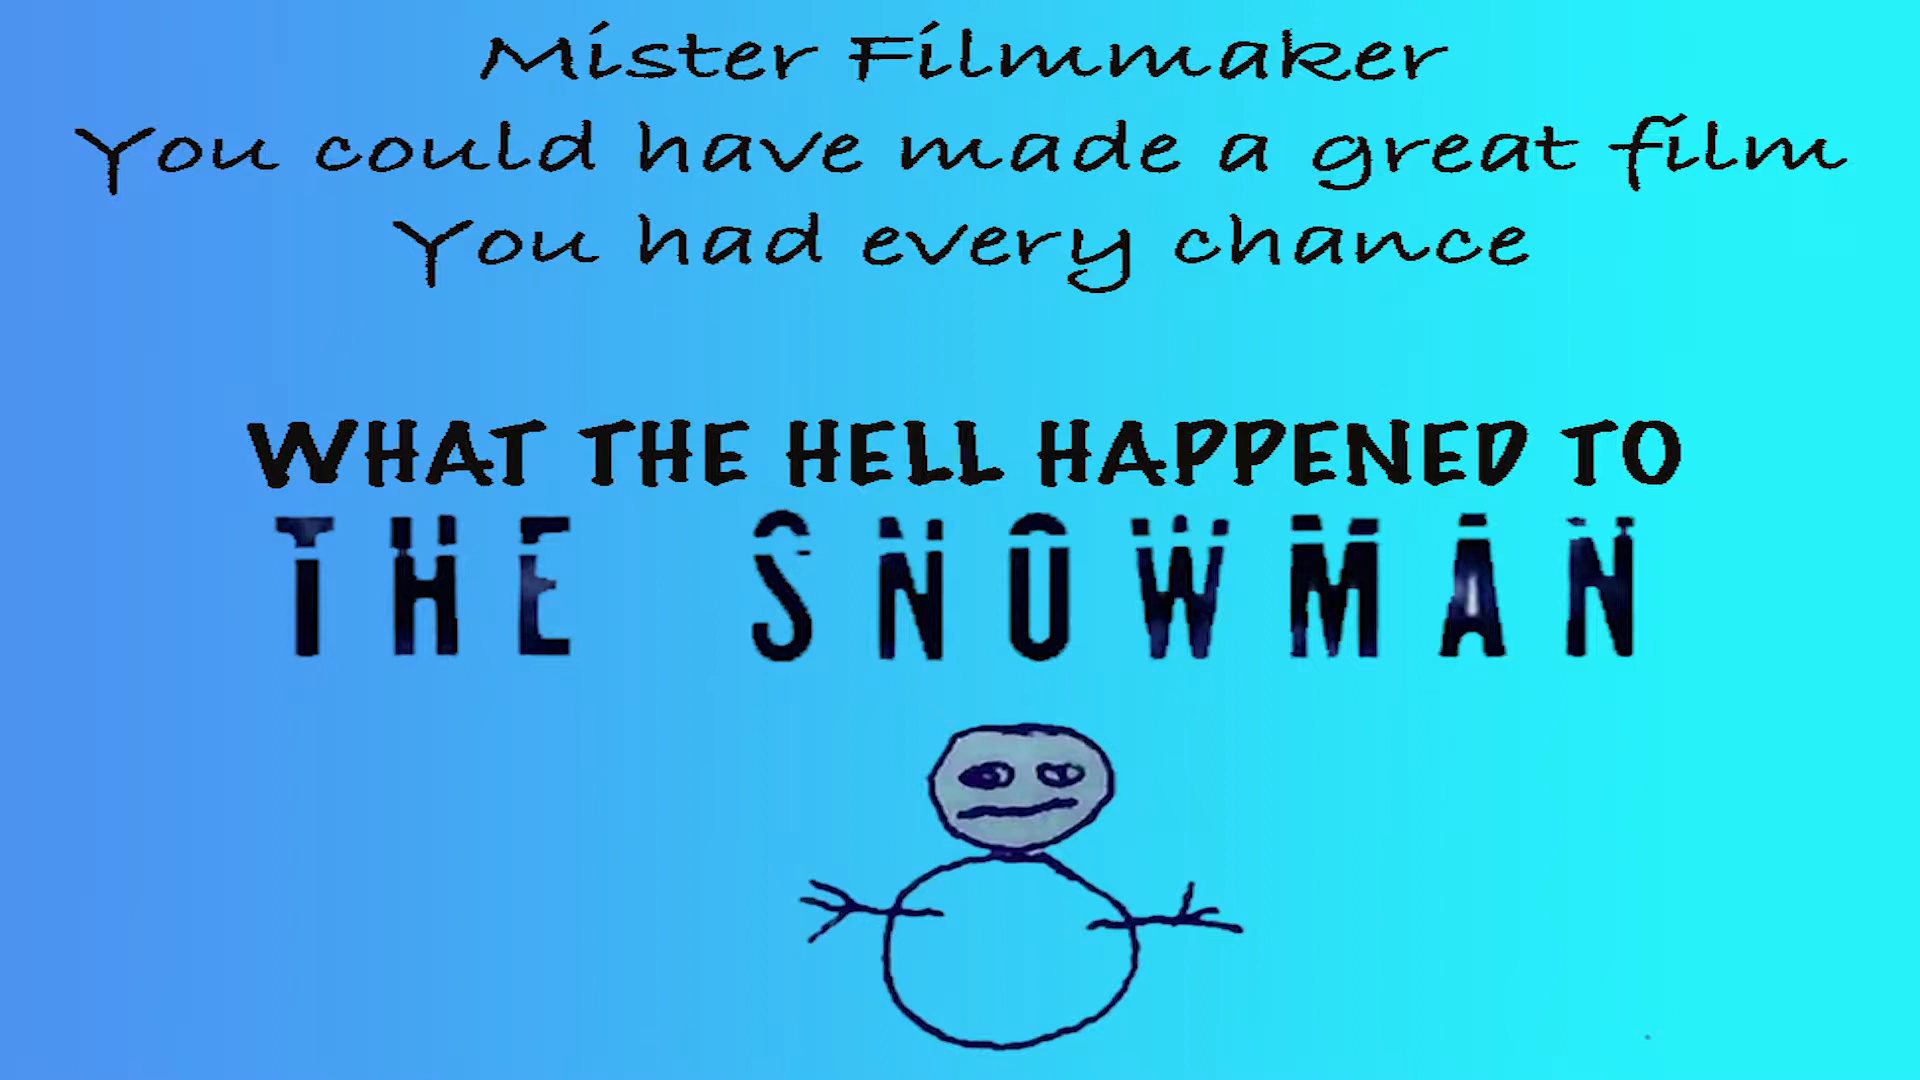 Mister Filmmaker
You could have made a great film
You had every chance
WHAT THE HELL HAPPENED TO
THE SNOWMAN